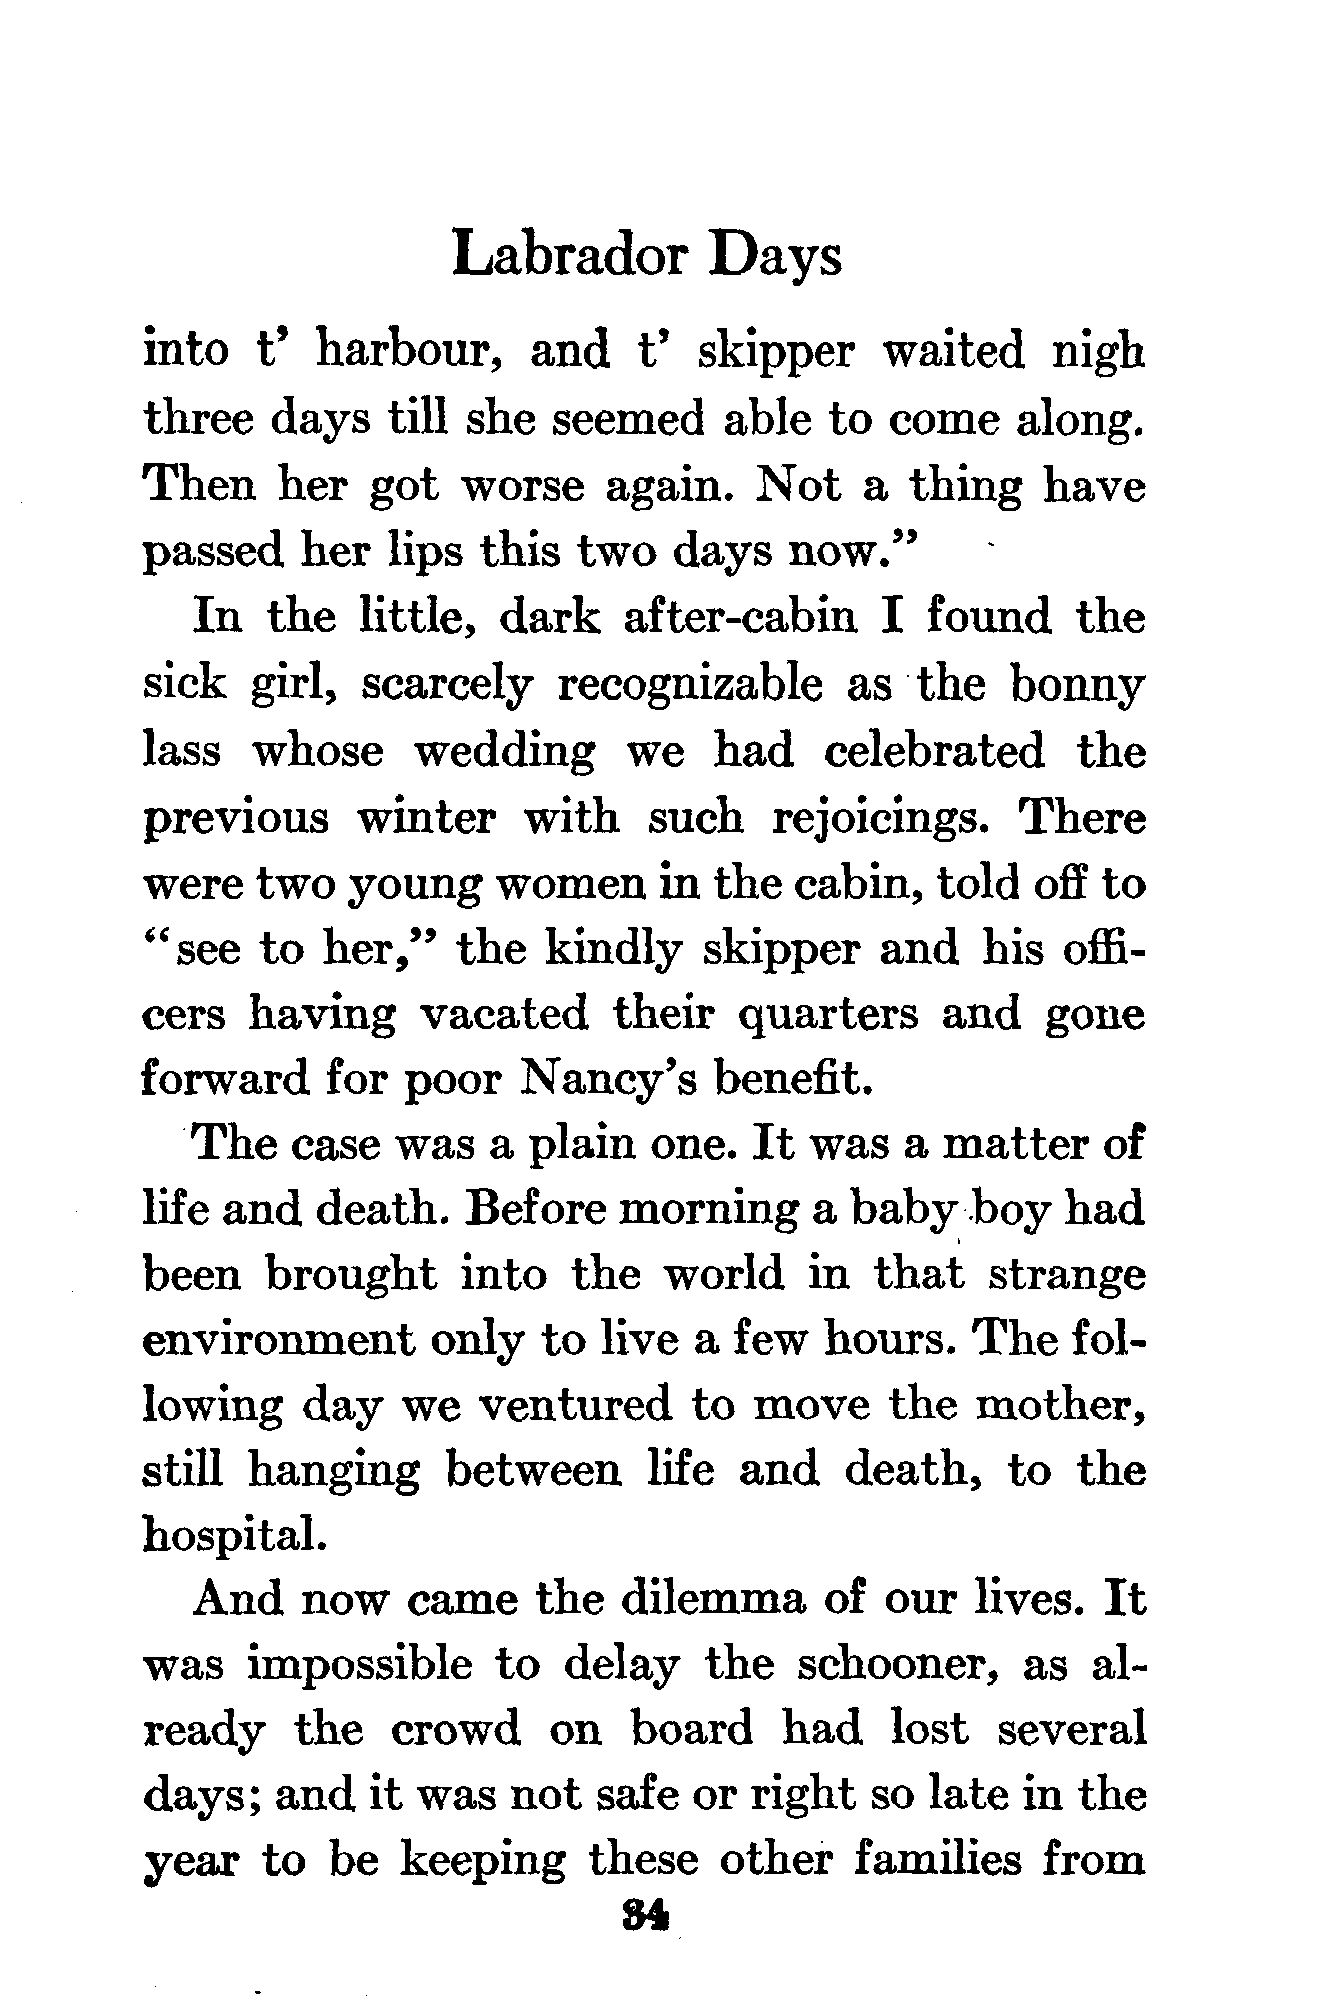 Labrador Days
into t’ harbour, and t’ skipper waited nigh
three days till she seemed able to come along.
Then her got worse again. Not a thing have
passed her lips this two days now.”
In the little, dark after-cabin I found the
sick girl, scarcely recognizable as the bonny
lass whose wedding we had celebrated the
previous winter with such rejoicings. There
were two young women in the cabin, told off to
“see to her,” the kindly skipper and his offi-
cers having vacated their quarters and gone
forward for poor Nancy’s benefit.
The case was a plain one. It was a matter of
life and death. Before morning a baby boy had
been brought into the world in that strange
environment only to live a few hours. The fol-
lowing day we ventured to move the mother,
still hanging between life and death, to the
hospital.
And now came the dilemma of our lives. It
was impossible to delay the schooner, as al-
ready the crowd on board had lost several
days; and it was not safe or right so late in the
year to be keeping these other families from
34